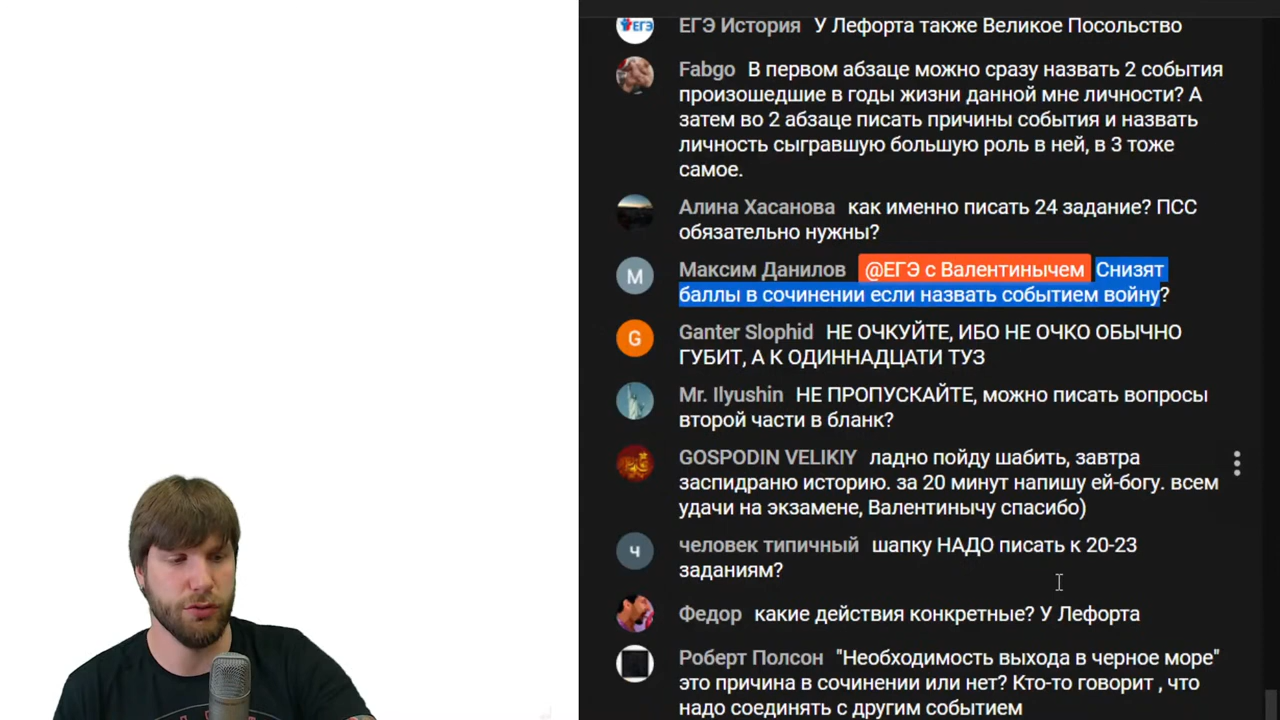 ЕГЭ История У Лефорта также Великое Посольство
ЕГЭ
Fabgo В первом абзаце можно сразу назвать 2 события
произошедшие в годы жизни данной мне личности? А
затем во 2 абзаце писать причины события и назвать
личность сыгравшую большую роль в ней, в 3 тоже
самое.
Алина Хасанова как именно писать 24 задание? ПСС
обязательно нужны?
М Максим Данилов @ЕГЭ с Валентинычем Снизят
баллы в сочинении если назвать событием войну?
G Ganter Slophid НЕ ОЧКУЙТЕ, ИБО НЕ ОЧКО ОБЫЧНО
ГУБИТ, А К ОДИННАДЦАТИ ТУЗ
Mr. Ilyushin НЕ ПРОПУСКАЙТЕ, можно писать вопросы
второй части в бланк?
GOSPODIN VELIKIY ладно пойду шабить, завтра
заспидраню историю. за 20 минут напишу ей-богу. всем
удачи на экзамене, Валентинычу спасибо)
ч человек типичный шапку НАДО писать к 20-23
заданиям?
Федор какие действия конкретные? У Лефорта
Роберт Полсон "Необходимость выхода в черное море"
это причина в сочинении или нет? Кто-то говорит , что
надо соединять с другим событием